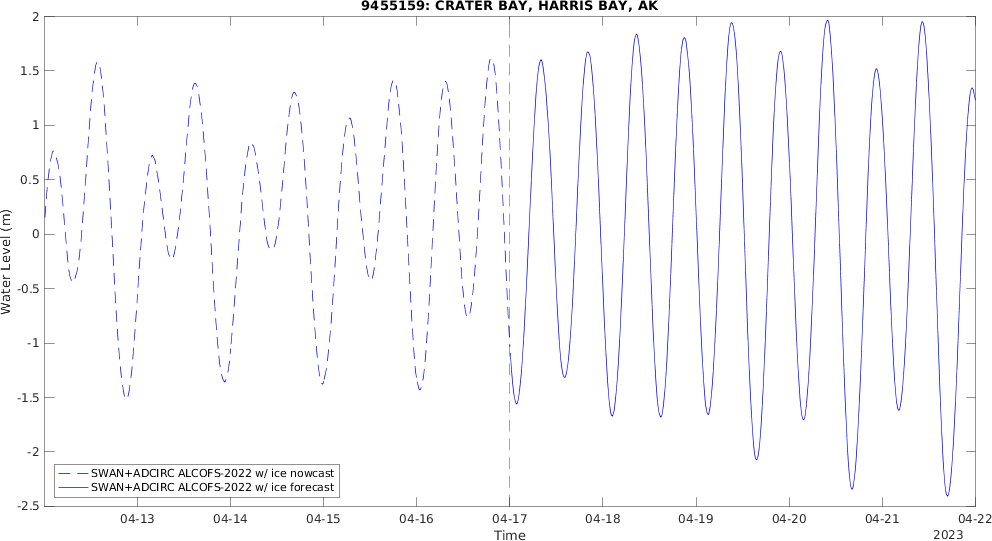 9455159: CRATER BAY, HARRIS BAY, AK
Water Level (m)
2
1.5
1
0.5
0
-0.5
-1
-1.5
-2
-2.5
SWAN+ADCIRC ALCOFS-2022 w/ ice nowcast
SWAN+ADCIRC ALCOFS-2022 w/ ice forecast
04-13 04-14 04-15 04-16 04-17 04-18 04-19 04-20 04-21 04-22
Time
2023